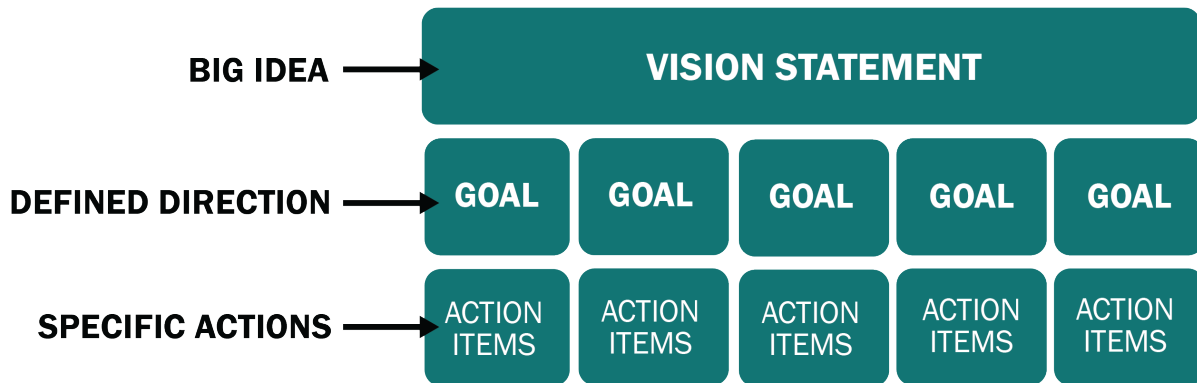 BIG IDEA
VISION STATEMENT
DEFINED DIRECTION
GOAL
GOAL
GOAL
GOAL
GOAL
SPECIFIC ACTIONS
ACTION
ITEMS
ACTION
ITEMS
ACTION
ITEMS
ACTION
ITEMS
ACTION
ITEMS